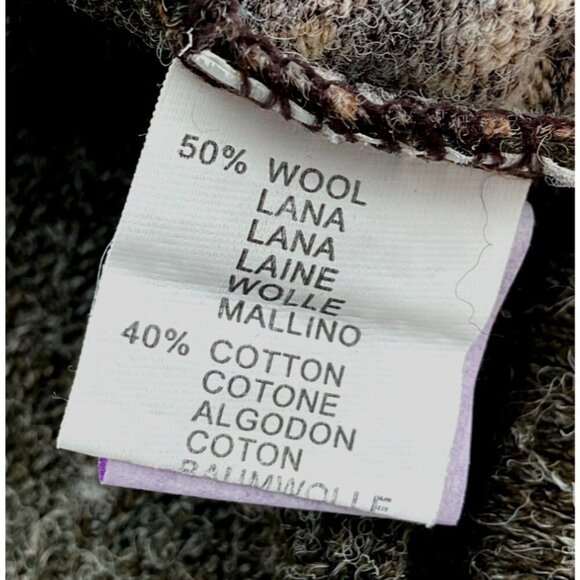 50% WOOL
LANA
LANA
LAINE
WOLLE
MALLINO
40% COTTON
COTONE
ALGODON
COTON
BAUMWOLLE